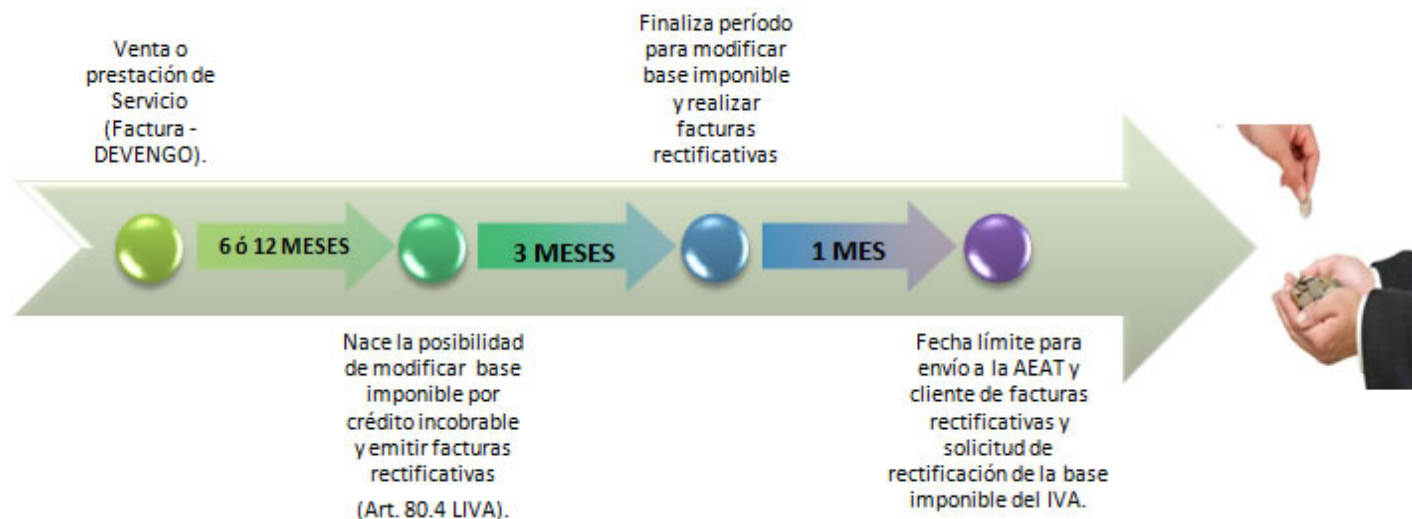 Venta o
prestación de
Servicio
(Factura -
DEVENGO).
6 ó 12 MESES
Nace la posibilidad
de modificar base
imponible por
crédito incobrable
y emitir facturas
rectificativas
(Art. 80.4 LIVA).
3 MESES
Finaliza período
para modificar
base imponible
y realizar
facturas
rectificativas
1 MES
Fecha límite para
envío a la AEAT y
cliente de facturas
rectificativas y
solicitud de
rectificación de la base
imponible del IVA.